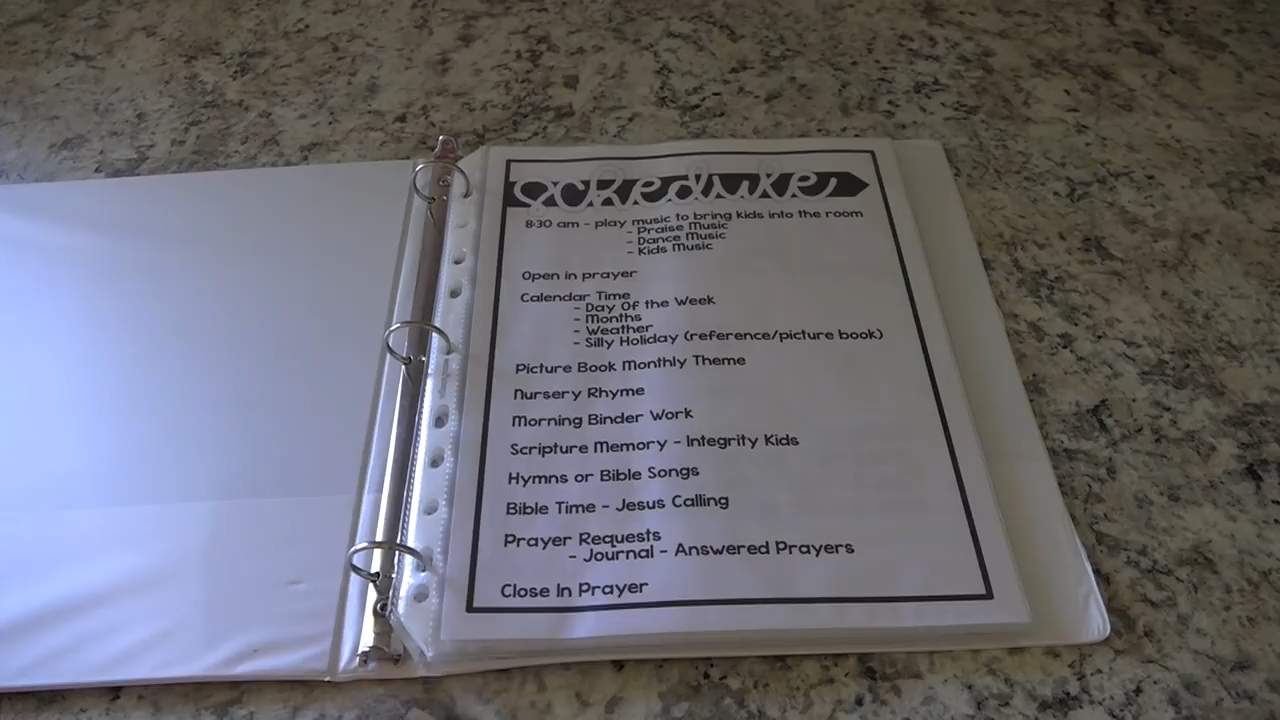 schedule
8:30 am - play music to bring kids into the room
- Praise Music
- Dance Music
- Kids Music
Open in prayer
Calendar Time
- Day Of the Week
- Months
- Weather
- Silly Holiday (reference/picture book)
Picture Book Monthly Theme
Nursery Rhyme
Morning Binder Work
Scripture Memory - Integrity Kids
Hymns or Bible Songs
Bible Time - Jesus Calling
Prayer Requests
- Journal - Answered Prayers
Close In Prayer